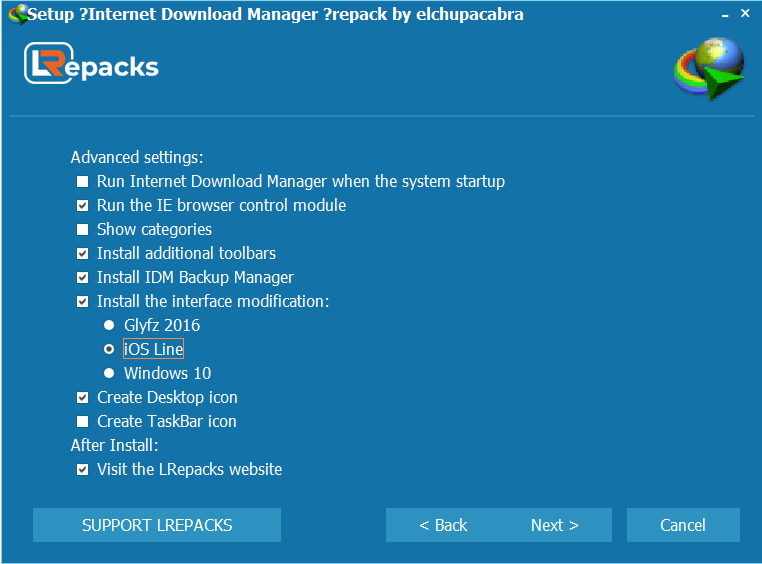 Setup ?Internet Download Manager ?repack by elchupacabra
LRepacks
Advanced settings:
Run Internet Download Manager when the system startup
Run the IE browser control module
Show categories
Install additional toolbars
Install IDM Backup Manager
Install the interface modification:
Glyfz 2016
iOS Line
Windows 10
Create Desktop icon
Create TaskBar icon
After Install:
Visit the LRepacks website
SUPPORT LREPACKS
< Back
Next >
Cancel